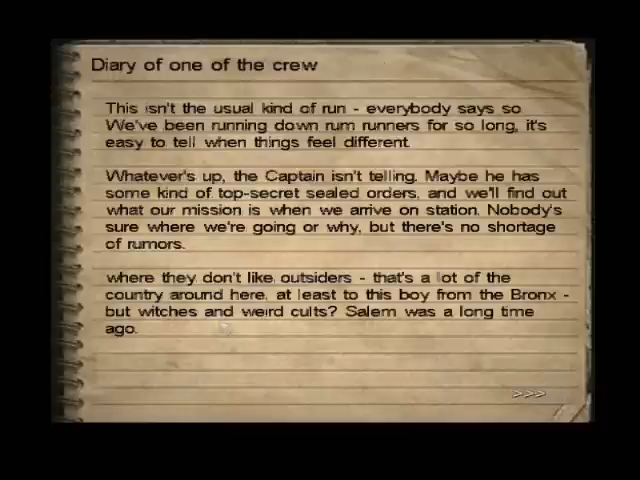 Diary of one of the crew
This isn't the usual kind of run - everybody says so
We've been running down rum runners for so long, it's
easy to tell when things feel different.
Whatever's up, the Captain isn't telling. Maybe he has
some kind of top-secret sealed orders, and we'll find out
what our mission is when we arrive on station. Nobody's
sure where we're going or why, but there's no shortage
of rumors.
where they don't like outsiders - that's a lot of the
country around here, at least to this boy from the Bronx -
but witches and weird cults? Salem was a long time
ago.
>>>